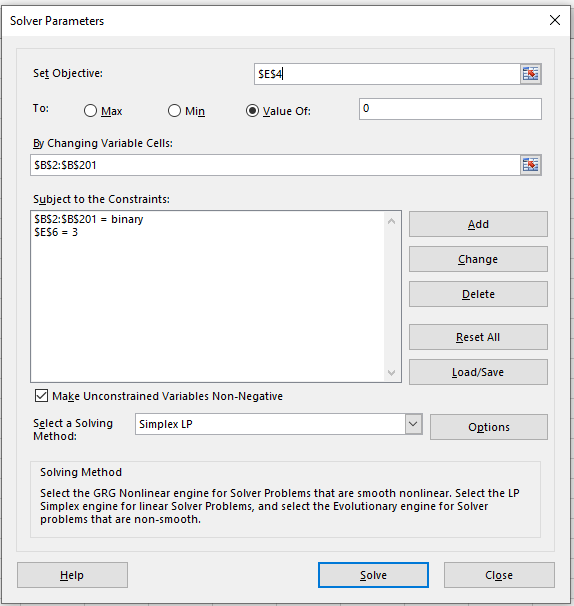 Solver Parameters
Set Objective: $E$4
To: Max Min Value Of: 0
By Changing Variable Cells:
$B$2:$B$201
Subject to the Constraints:
$B$2:$B$201 = binary
$E$6 = 3
Add
Change
Delete
Reset All
Load/Save
Make Unconstrained Variables Non-Negative
Select a Solving
Method:
Simplex LP
Options
Solving Method
Select the GRG Nonlinear engine for Solver Problems that are smooth nonlinear. Select the LP
Simplex engine for linear Solver Problems, and select the Evolutionary engine for Solver
problems that are non-smooth.
Help Solve Close